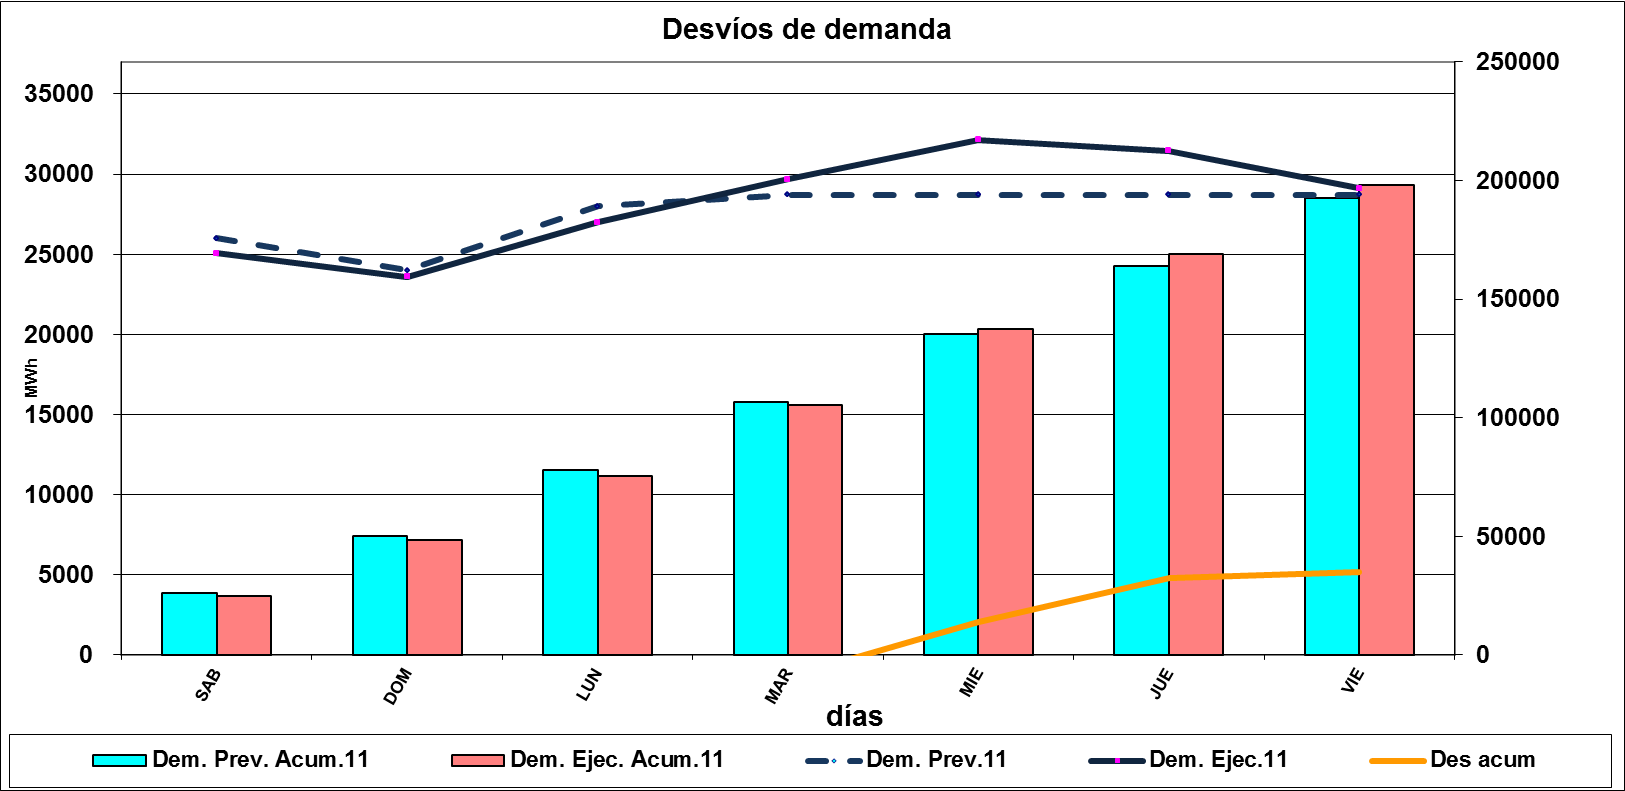 Desvíos de demanda
35000
30000
25000
20000
15000
10000
5000
0
MWh
250000
200000
150000
100000
50000
0
SAB
DOM
LUN
MAR
MIE
JUE
VIE
días
Dem. Prev. Acum.11
Dem. Ejec. Acum.11
Dem. Prev.11
Dem. Ejec.11
Des acum